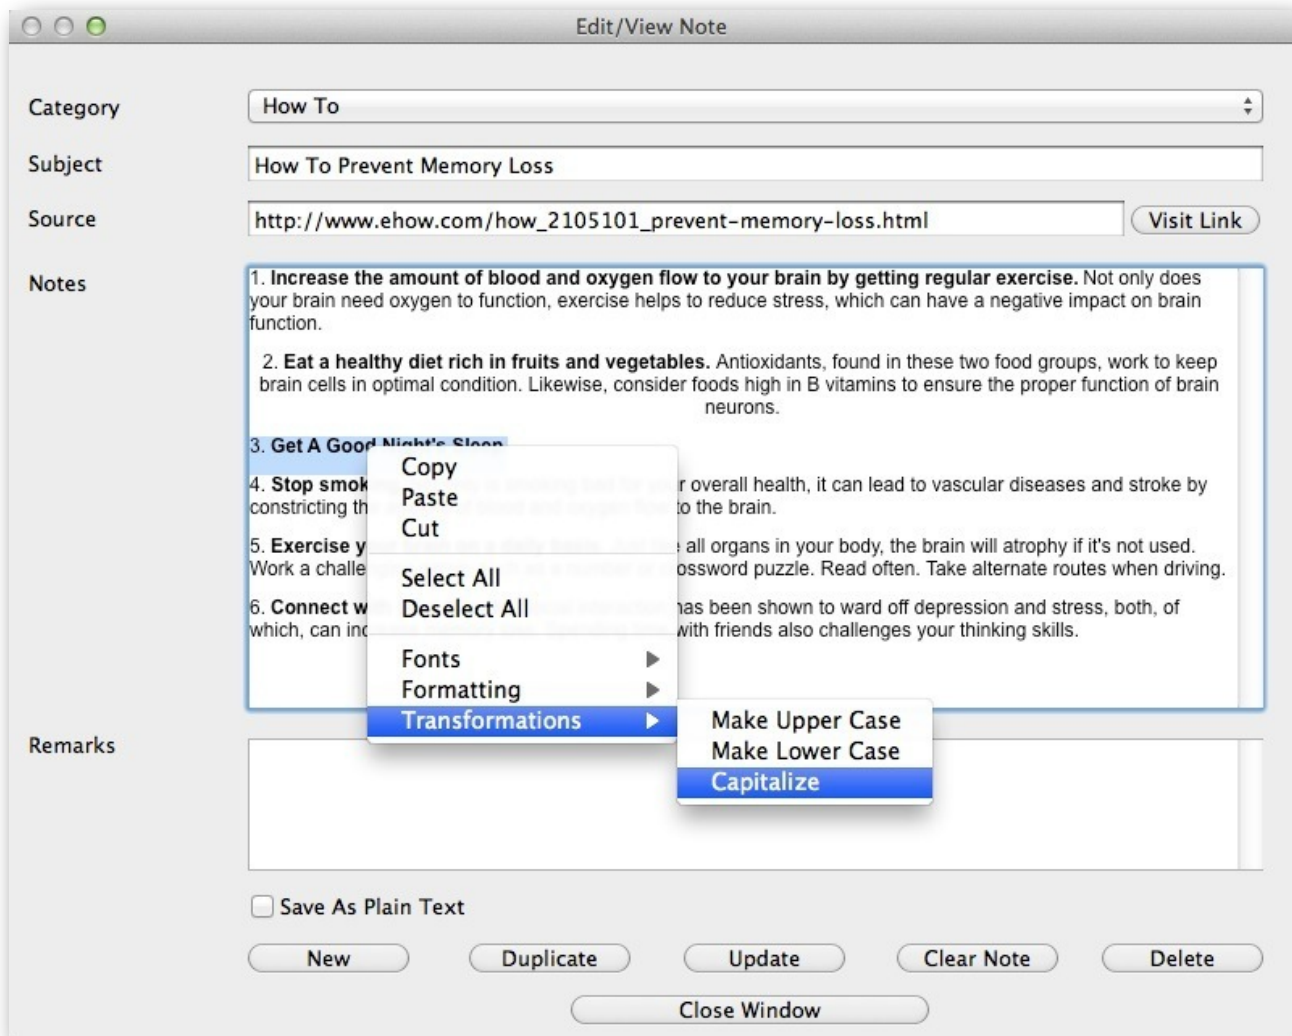 Edit/View Note
Category
How To
Subject
How To Prevent Memory Loss
Source
http://www.ehow.com/how_2105101_prevent-memory-loss.html
Visit Link
Notes
1. Increase the amount of blood and oxygen flow to your brain by getting regular exercise. Not only does
your brain need oxygen to function, exercise helps to reduce stress, which can have a negative impact on brain
function.
2. Eat a healthy diet rich in fruits and vegetables. Antioxidants, found in these two food groups, work to keep
brain cells in optimal condition. Likewise, consider foods high in B vitamins to ensure the proper function of brain
neurons.
3. Get A Good Night's Sleep
4. Stop overall health, it can lead to vascular diseases and stroke by
constricting to the brain.
5. Exercise all organs in your body, the brain will atrophy if it's not used.
Work a ossword puzzle. Read often. Take alternate routes when driving.
6. Connect has been shown to ward off depression and stress, both, of
which, can with friends also challenges your thinking skills.
Copy
Paste
Cut
Select All
Deselect All
Fonts
Formatting
Transformations
Make Upper Case
Make Lower Case
Capitalize
Remarks
Save As Plain Text
New
Duplicate
Update
Clear Note
Delete
Close Window